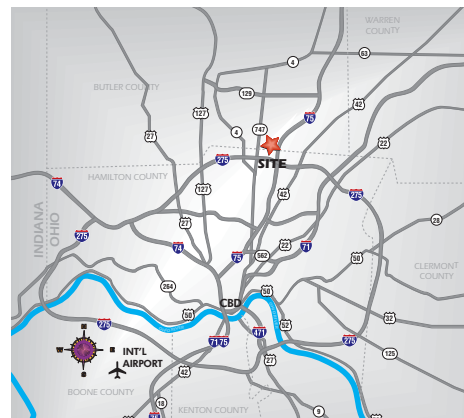 WARREN
COUNTY
4
63
BUTLER COUNTY
127
129
42
27
4
747
75
22
SITE
275
74
HAMILTON COUNTY
127
42
275
27
28
INDIANA
OHIO
275
74
75
562
22
71
50
CLERMONT
COUNTY
264
50
CBD
50
52
32
275
71 75
471
275
125
N
W
E
S
INT'L
AIRPORT
42
27
BOONE COUNTY
18
KENTON COUNTY
9